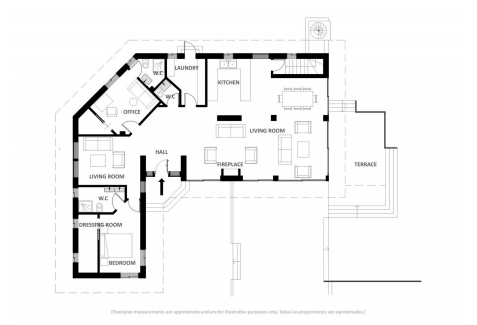 W.C
LAUNDRY
W.C
KITCHEN
OFFICE
LIVING ROOM
HALL
FIREPLACE
TERRACE
LIVING ROOM
W.C
DRESSING ROOM
BEDROOM
(Floorplan measurements are approximate and are for illustrative purposes only. Todas las proporciones son aproximadas.)